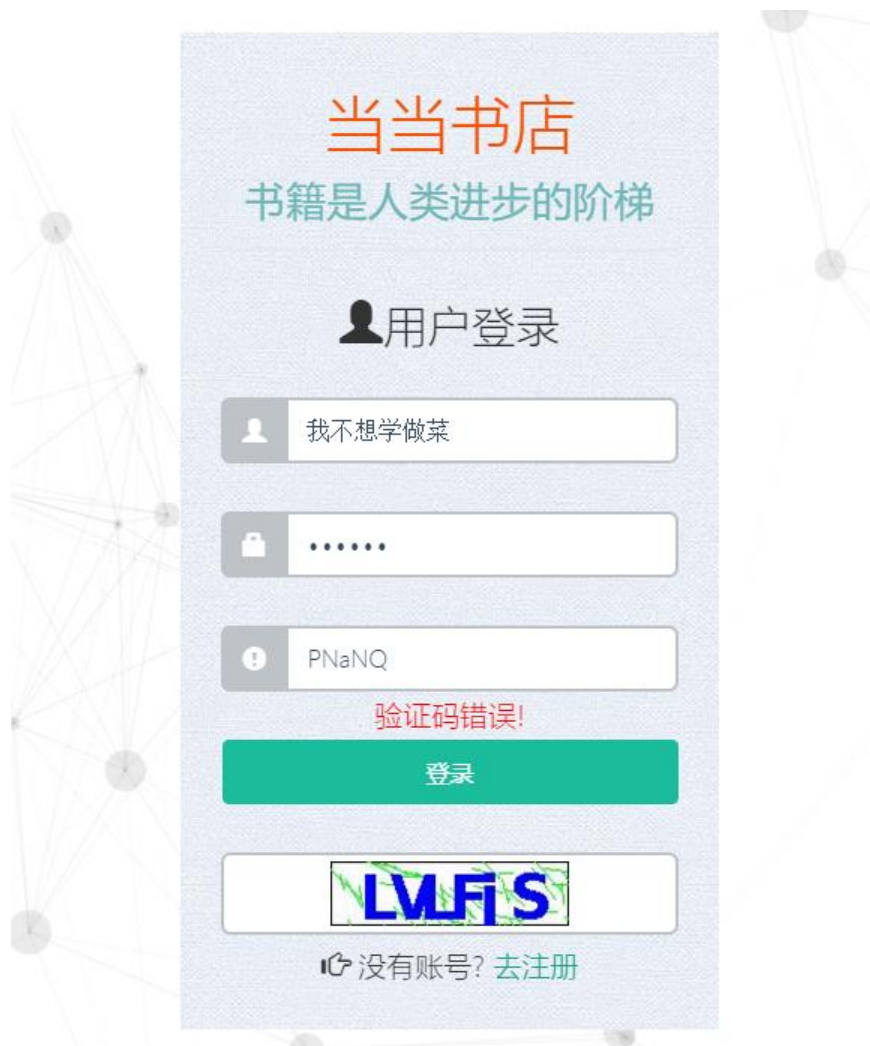 当当书店
书籍是人类进步的阶梯
用户登录
我不想学做菜
••••••
PNaNQ
验证码错误!
登录
没有账号? 去注册